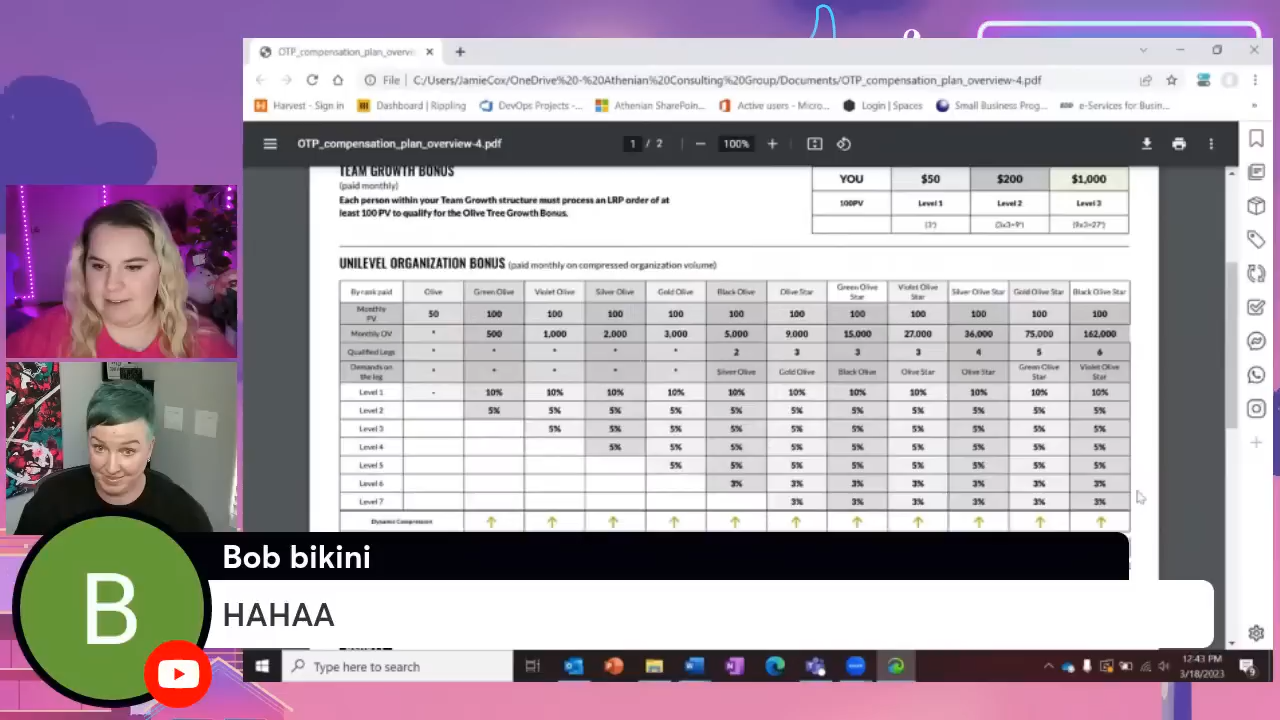 OTP_compensation_plan_overvie
File
C:/Users/JamieCox/OneDrive%20-%20Athenian%20Consulting%20Group/Documents/OTP_compensation_plan_overview-4.pdf
Harvest - Sign in
Dashboard | Rippling
DevOps Projects -...
Athenian SharePoin...
Active users - Micro...
Login | Spaces
Small Business Prog...
e-Services for Busin...
OTP_compensation_plan_overview-4.pdf
1 / 2
100%
TEAM GROWTH BONUS
(paid monthly)
Each person within your Team Growth structure must process an LRP order of at
least 100 PV to qualify for the Olive Tree Growth Bonus.
YOU $50 $200 $1,000
100PV Level 1 Level 2 Level 3
(3²) (3x3=9²) (9x3=27²)
UNILEVEL ORGANIZATION BONUS (paid monthly on compressed organization volume)
By rank paid Olive Green Olive Violet Olive Silver Olive Gold Olive Black Olive Olive Star Green Olive Star Violet Olive Star Silver Olive Star Gold Olive Star Black Olive Star
Monthly PV 50 100 100 100 100 100 100 100 100 100 100 100
Monthly OV * 500 1,000 2,000 3,000 5,000 9,000 15,000 27,000 36,000 75,000 162,000
Qualified Legs * * * * * 2 3 3 3 4 5 6
Demands on the leg * * * * * Silver Olive Gold Olive Black Olive Olive Star Olive Star Green Olive Star Violet Olive Star
Level 1 - 10% 10% 10% 10% 10% 10% 10% 10% 10% 10% 10%
Level 2 5% 5% 5% 5% 5% 5% 5% 5% 5% 5% 5%
Level 3 5% 5% 5% 5% 5% 5% 5% 5% 5% 5%
Level 4 5% 5% 5% 5% 5% 5% 5% 5% 5%
Level 5 5% 5% 5% 5% 5% 5% 5% 5%
Level 6 3% 3% 3% 3% 3% 3% 3%
Level 7 3% 3% 3% 3% 3% 3%
Dynamic Compression
B
Bob bikini
HAHAA
Type here to search
12:43 PM
3/18/2023